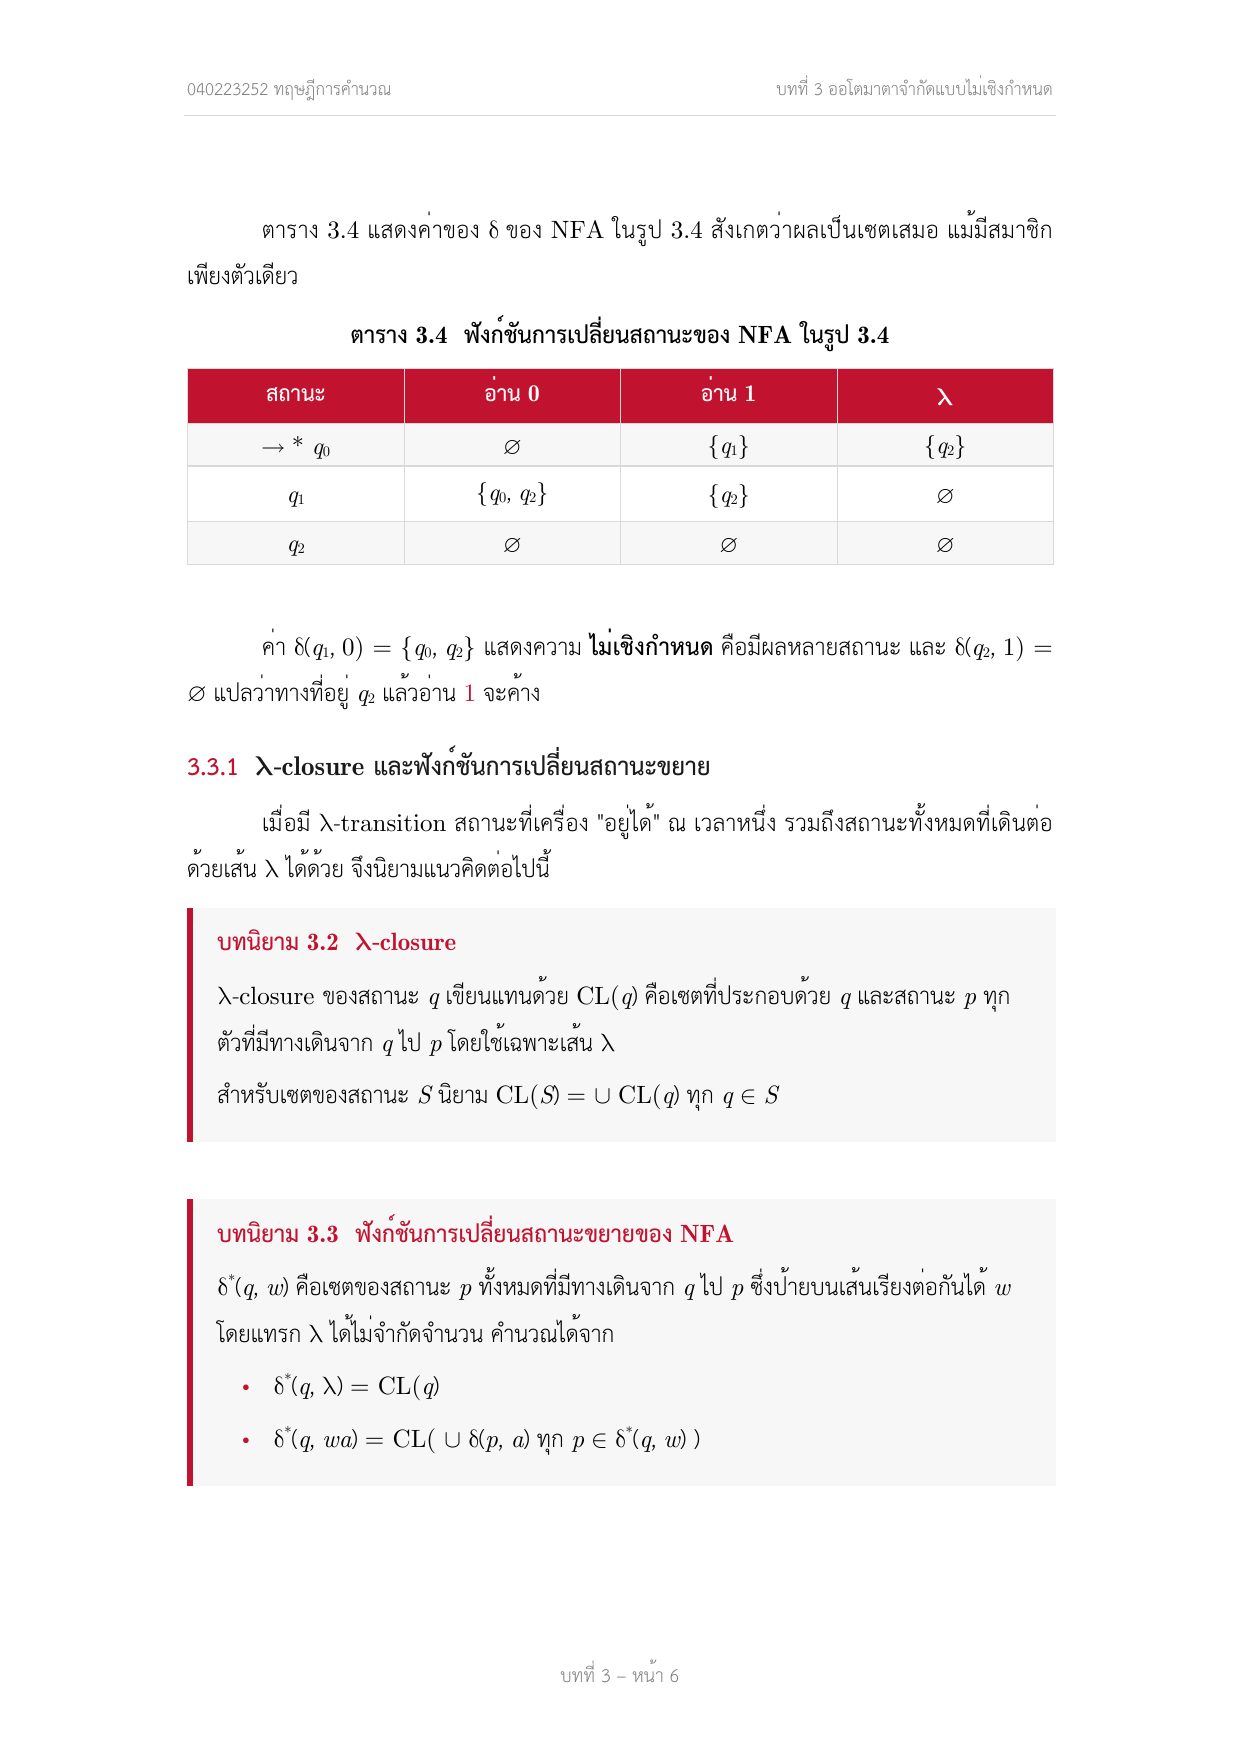 040223252 ทฤษฎีการคำนวณ
บทที่ 3 ออโตมาตาจำกัดแบบไม่เชิงกำหนด
ตาราง 3.4 แสดงค่าของ δ ของ NFA ในรูป 3.4 สังเกตว่าผลเป็นเซตเสมอ แม้มีสมาชิก
เพียงตัวเดียว
ตาราง 3.4 ฟังก์ชันการเปลี่ยนสถานะของ NFA ในรูป 3.4
สถานะ อ่าน 0 อ่าน 1 λ
→ * q₀ ∅ {q₁} {q₂}
q₁ {q₀, q₂} {q₂} ∅
q₂ ∅ ∅ ∅
ค่า δ(q₁, 0) = {q₀, q₂} แสดงความ ไม่เชิงกำหนด คือมีผลหลายสถานะ และ δ(q₂, 1) =
∅ แปลว่าทางที่อยู่ q₂ แล้วอ่าน 1 จะค้าง
3.3.1 λ-closure และฟังก์ชันการเปลี่ยนสถานะขยาย
เมื่อมี λ-transition สถานะที่เครื่อง "อยู่ได้" ณ เวลาหนึ่ง รวมถึงสถานะทั้งหมดที่เดินต่อ
ด้วยเส้น λ ได้ด้วย จึงนิยามแนวคิดต่อไปนี้
บทนิยาม 3.2 λ-closure
λ-closure ของสถานะ q เขียนแทนด้วย CL(q) คือเซตที่ประกอบด้วย q และสถานะ p ทุก
ตัวที่มีทางเดินจาก q ไป p โดยใช้เฉพาะเส้น λ
สำหรับเซตของสถานะ S นิยาม CL(S) = ∪ CL(q) ทุก q ∈ S
บทนิยาม 3.3 ฟังก์ชันการเปลี่ยนสถานะขยายของ NFA
δ*(q, w) คือเซตของสถานะ p ทั้งหมดที่มีทางเดินจาก q ไป p ซึ่งป้ายบนเส้นเรียงต่อกันได้ w
โดยแทรก λ ได้ไม่จำกัดจำนวน คำนวณได้จาก
• δ*(q, λ) = CL(q)
• δ*(q, wa) = CL( ∪ δ(p, a) ทุก p ∈ δ*(q, w) )
บทที่ 3 – หน้า 6